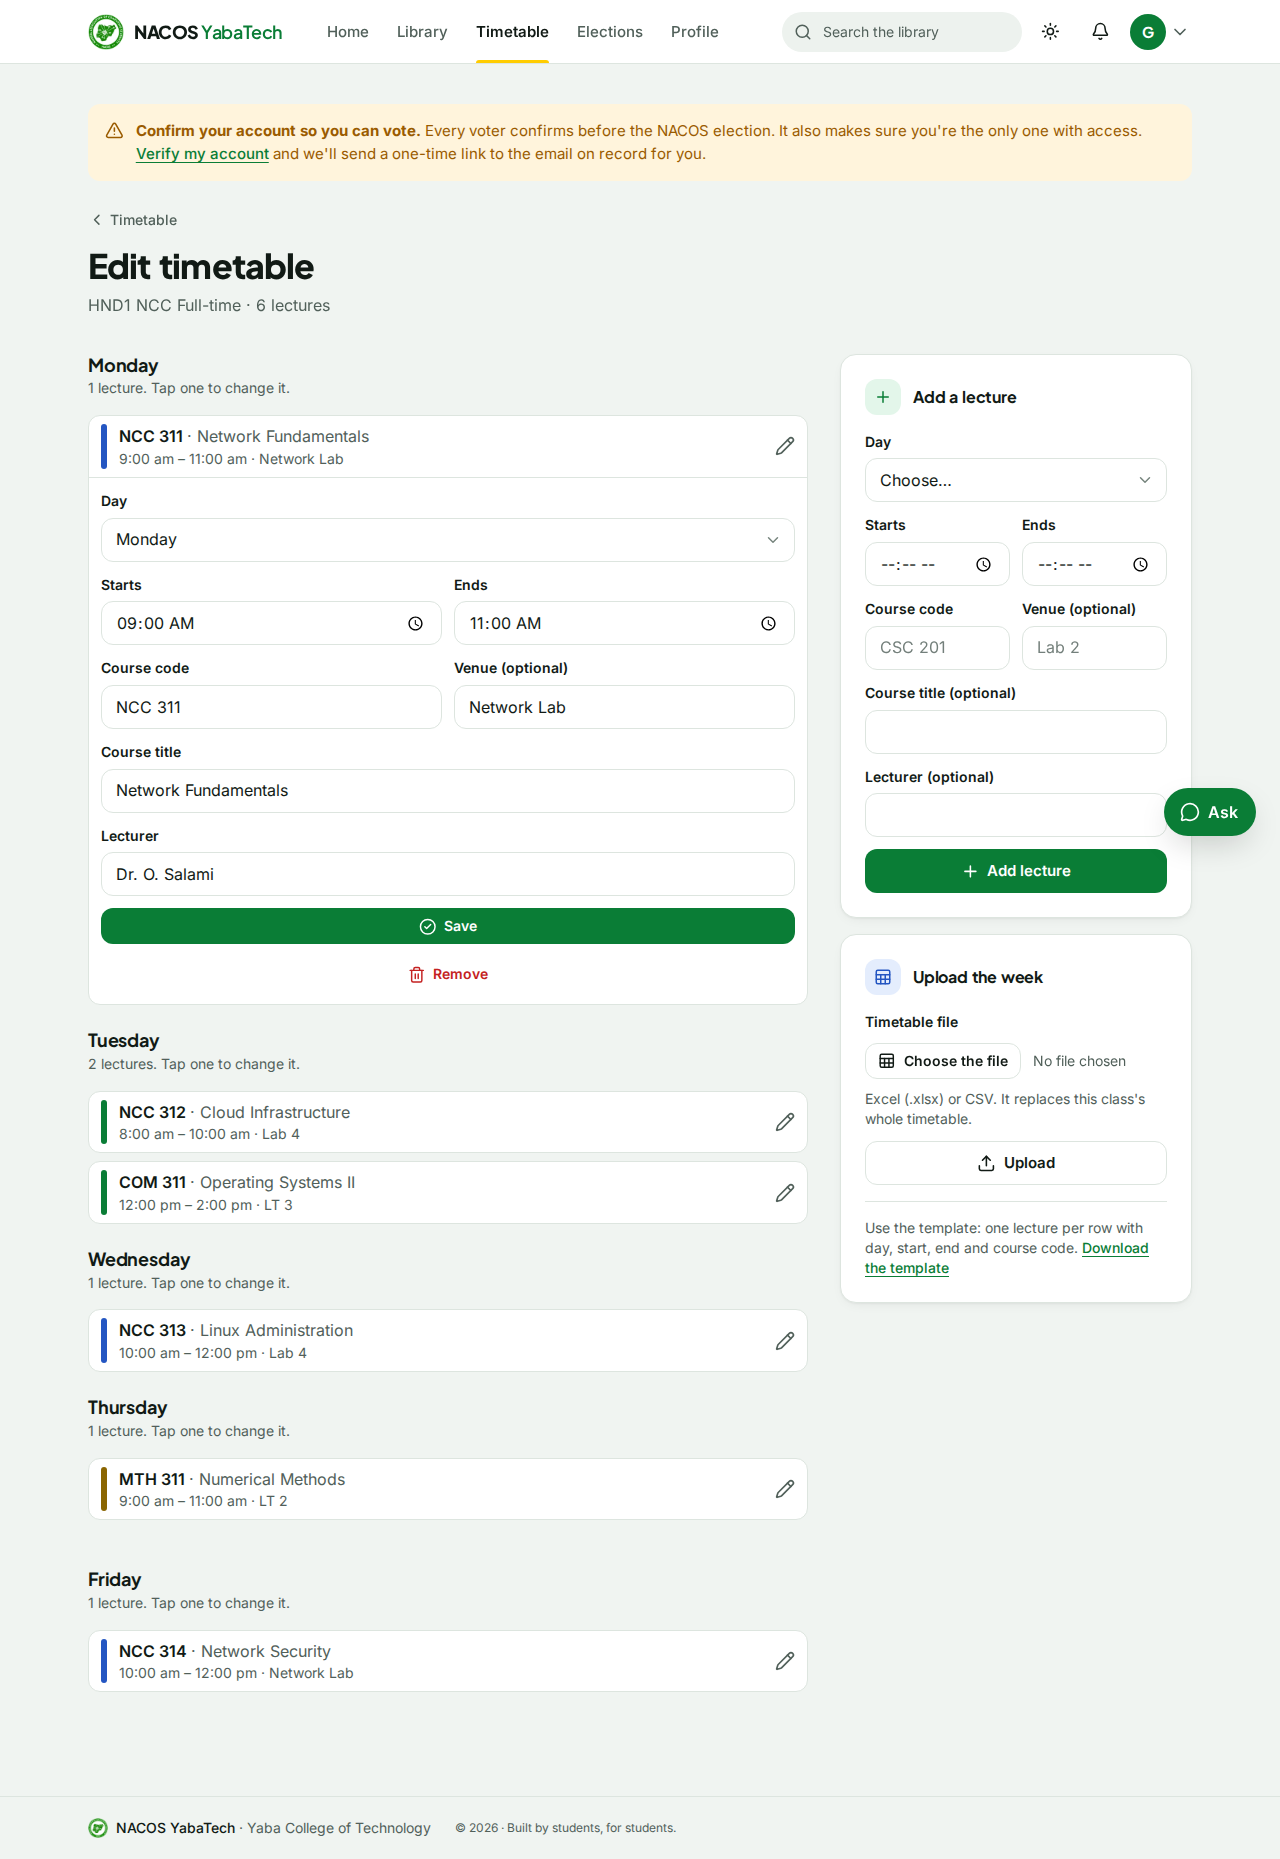 NACOS YabaTech
Home
Library
Timetable
Elections
Profile
Search the library
G
Confirm your account so you can vote. Every voter confirms before the NACOS election. It also makes sure you're the only one with access.
Verify my account and we'll send a one-time link to the email on record for you.
Timetable
Edit timetable
HND1 NCC Full-time · 6 lectures
Monday
1 lecture. Tap one to change it.
NCC 311 · Network Fundamentals
9:00 am – 11:00 am · Network Lab
Day
Monday
Starts
Ends
09:00 AM
11:00 AM
Course code
Venue (optional)
NCC 311
Network Lab
Course title
Network Fundamentals
Lecturer
Dr. O. Salami
Save
Remove
Tuesday
2 lectures. Tap one to change it.
NCC 312 · Cloud Infrastructure
8:00 am – 10:00 am · Lab 4
COM 311 · Operating Systems II
12:00 pm – 2:00 pm · LT 3
Wednesday
1 lecture. Tap one to change it.
NCC 313 · Linux Administration
10:00 am – 12:00 pm · Lab 4
Thursday
1 lecture. Tap one to change it.
MTH 311 · Numerical Methods
9:00 am – 11:00 am · LT 2
Friday
1 lecture. Tap one to change it.
NCC 314 · Network Security
10:00 am – 12:00 pm · Network Lab
Add a lecture
Day
Choose...
Starts
Ends
--:-- --
--:-- --
Course code
Venue (optional)
CSC 201
Lab 2
Course title (optional)
Lecturer (optional)
Ask
Add lecture
Upload the week
Timetable file
Choose the file
No file chosen
Excel (.xlsx) or CSV. It replaces this class's
whole timetable.
Upload
Use the template: one lecture per row with
day, start, end and course code. Download
the template
NACOS YabaTech · Yaba College of Technology
© 2026 · Built by students, for students.